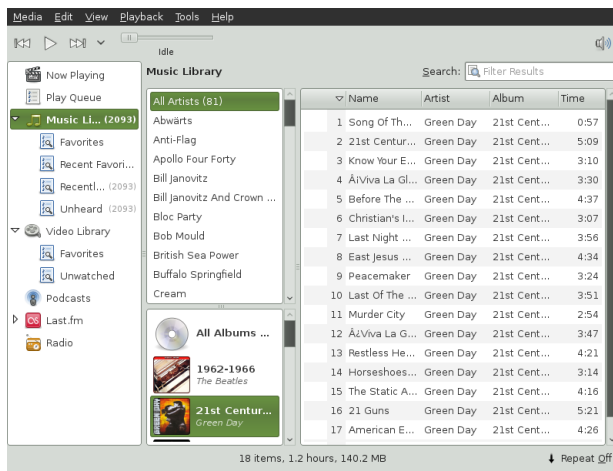 Media Edit View Playback Tools Help
Idle
Now Playing
Play Queue
Music Li... (2093)
Favorites
Recent Favori...
Recentl... (2093)
Unheard (2093)
Video Library
Favorites
Unwatched
Podcasts
Last.fm
Radio
Music Library
Search: Filter Results
All Artists (81)
Abwärts
Anti-Flag
Apollo Four Forty
Bill Janovitz
Bill Janovitz And Crown ...
Bloc Party
Bob Mould
British Sea Power
Buffalo Springfield
Cream
All Albums ...
1962-1966
The Beatles
GREEN DAY
21st Centur...
Green Day
Name Artist Album Time
1 Song Of Th... Green Day 21st Cent... 0:57
2 21st Centur... Green Day 21st Cent... 5:09
3 Know Your E... Green Day 21st Cent... 3:10
4 Â¡Viva La Gl... Green Day 21st Cent... 3:30
5 Before The ... Green Day 21st Cent... 4:37
6 Christian's I... Green Day 21st Cent... 3:07
7 Last Night ... Green Day 21st Cent... 3:56
8 East Jesus ... Green Day 21st Cent... 4:34
9 Peacemaker Green Day 21st Cent... 3:24
10 Last Of The ... Green Day 21st Cent... 3:51
11 Murder City Green Day 21st Cent... 2:54
12 Â¿Viva La G... Green Day 21st Cent... 3:47
13 Restless He... Green Day 21st Cent... 4:21
14 Horseshoes... Green Day 21st Cent... 3:14
15 The Static A... Green Day 21st Cent... 4:16
16 21 Guns Green Day 21st Cent... 5:21
17 American E... Green Day 21st Cent... 4:26
18 items, 1.2 hours, 140.2 MB
Repeat Off